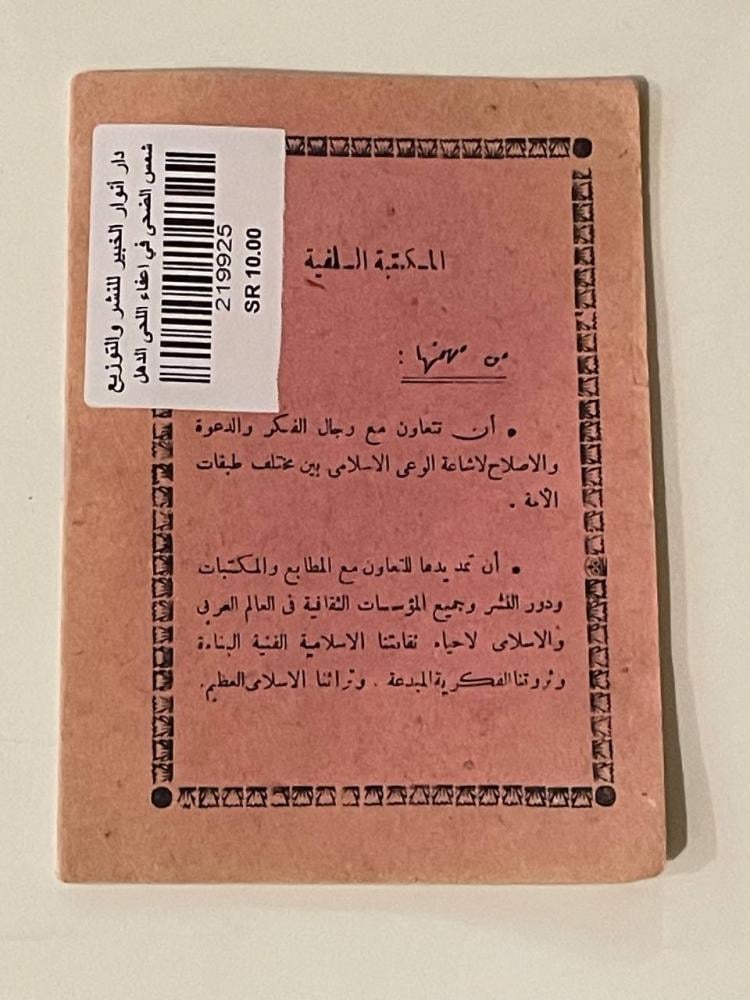 دار أنوار الخبير للنشر والتوزيع
شمس الضحى في اعفاء اللحى الدهل
219925
SR 10.00
المكتبة السلفية
من مهمتها :
• أن تتعاون مع رجال الفكر والدعوة
والاصلاح لاشاعة الوعى الاسلامى بين مختلف طبقات
الأمة .
• أن تمد يدها للتعاون مع المطابع والمكتبات
ودور النشر وجميع المؤسسات الثقافية فى العالم العربى
والاسلامى لاحياء ثقافتنا الاسلامية الغنية البناءة
وثروتنا الفكرية المبدعة . وتراثنا الاسلامى العظيم.